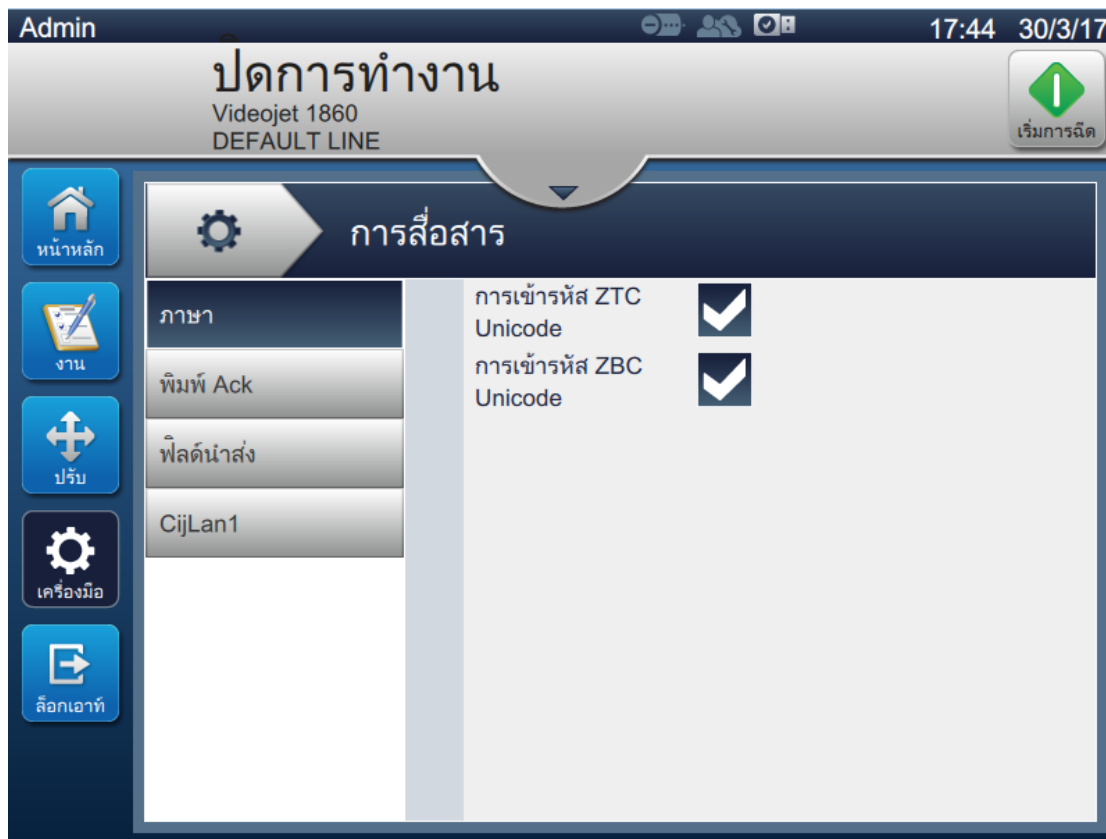 Admin
17:44 30/3/17
ปิดการทำงาน
Videojet 1860
DEFAULT LINE
เริ่มการฉีด
การสื่อสาร
หน้าหลัก
งาน
ปรับ
เครื่องมือ
ล็อกเอาท์
ภาษา
พิมพ์ Ack
ฟิลด์นำส่ง
CijLan1
การเข้ารหัส ZTC
Unicode
การเข้ารหัส ZBC
Unicode